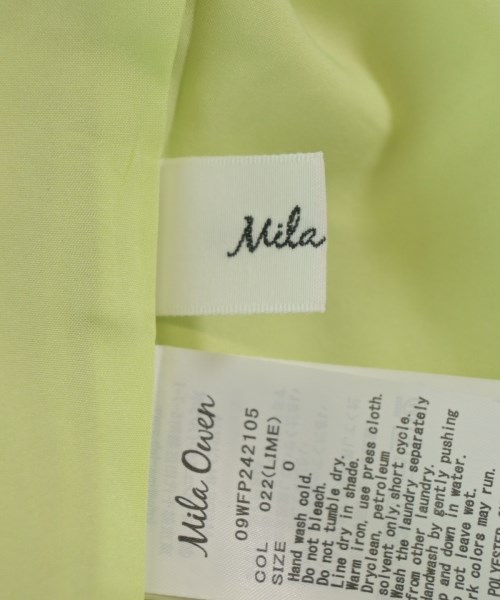 Mila
Mila Owen
09WFP242105
COL 022(LIME)
SIZE 0
Hand wash cold.
Do not bleach.
Do not tumble dry.
Line dry in shade.
Warm iron, use press cloth.
Dryclean, petroleum
solvent only, short cycle.
Wash the laundry separately
from other laundry.
Handwash by gently pushing
up and down in water.
Do not leave wet.
rk colors may run.
POLYESTER